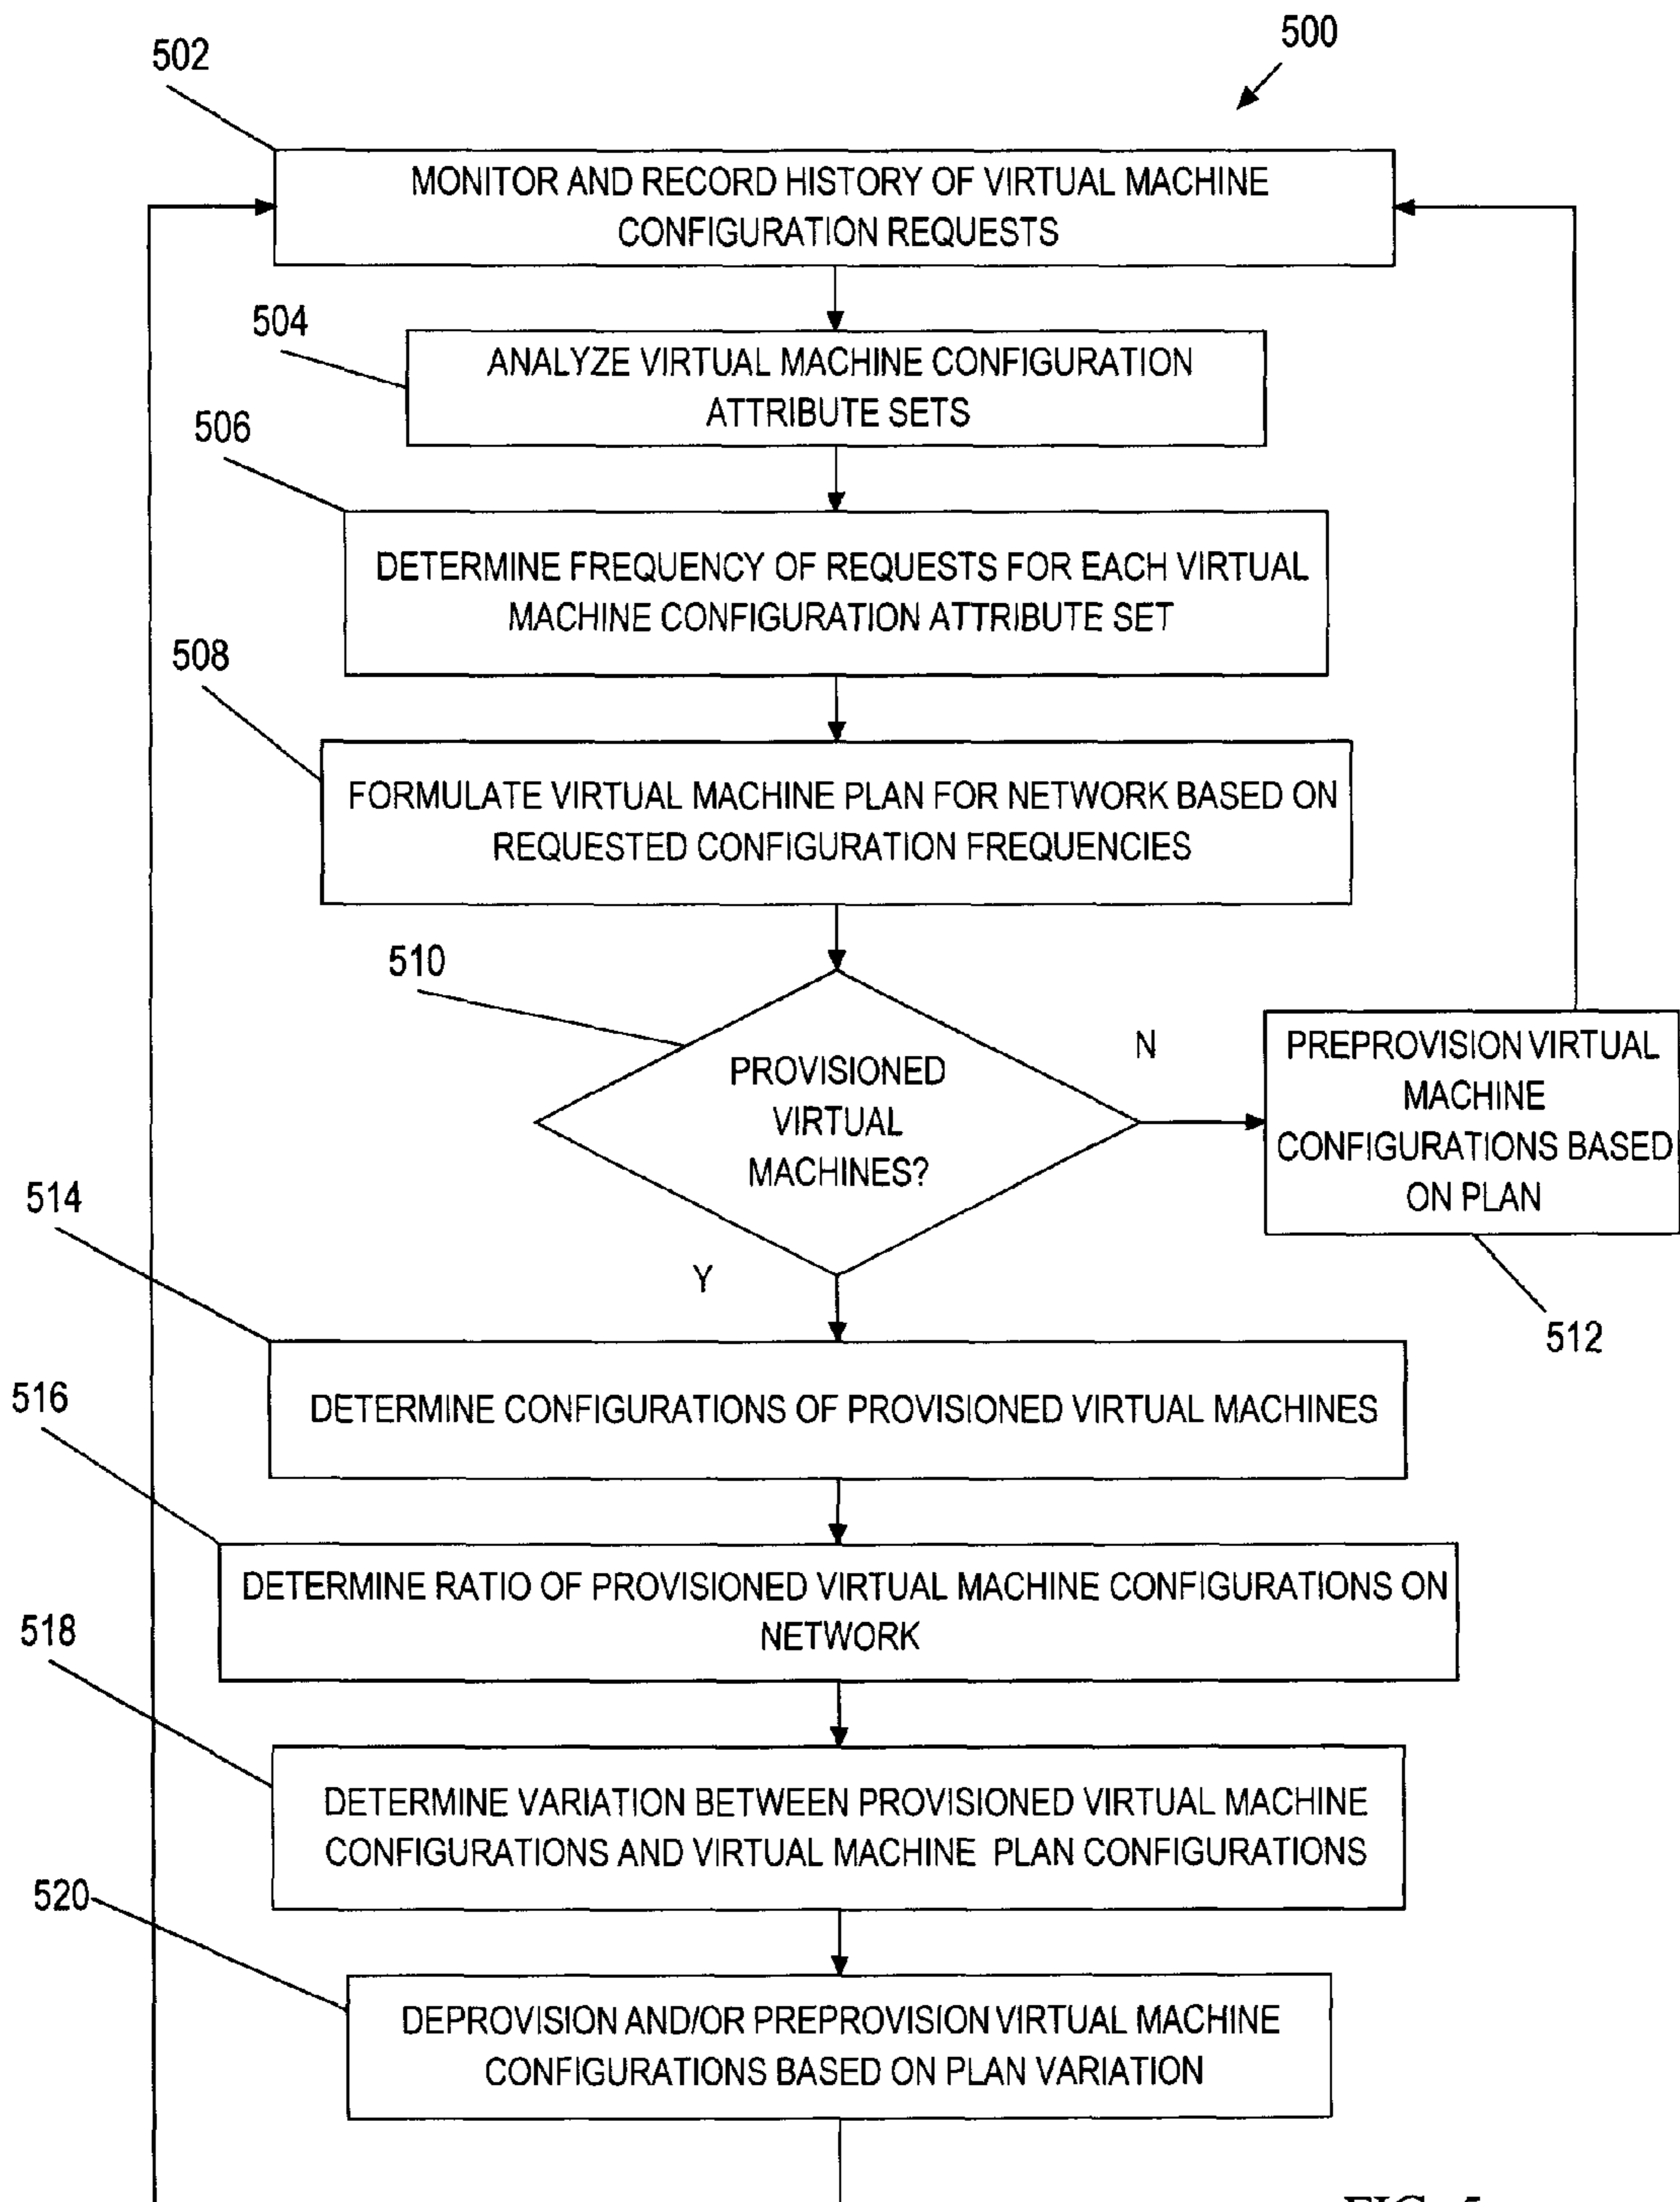 500
502
MONITOR AND RECORD HISTORY OF VIRTUAL MACHINE
CONFIGURATION REQUESTS
504
ANALYZE VIRTUAL MACHINE CONFIGURATION
ATTRIBUTE SETS
506
DETERMINE FREQUENCY OF REQUESTS FOR EACH VIRTUAL
MACHINE CONFIGURATION ATTRIBUTE SET
508
FORMULATE VIRTUAL MACHINE PLAN FOR NETWORK BASED ON
REQUESTED CONFIGURATION FREQUENCIES
510
PROVISIONED
VIRTUAL
MACHINES?
N
PREPROVISION VIRTUAL
MACHINE
CONFIGURATIONS BASED
ON PLAN
512
Y
514
DETERMINE CONFIGURATIONS OF PROVISIONED VIRTUAL MACHINES
516
DETERMINE RATIO OF PROVISIONED VIRTUAL MACHINE CONFIGURATIONS ON
NETWORK
518
DETERMINE VARIATION BETWEEN PROVISIONED VIRTUAL MACHINE
CONFIGURATIONS AND VIRTUAL MACHINE PLAN CONFIGURATIONS
520
DEPROVISION AND/OR PREPROVISION VIRTUAL MACHINE
CONFIGURATIONS BASED ON PLAN VARIATION